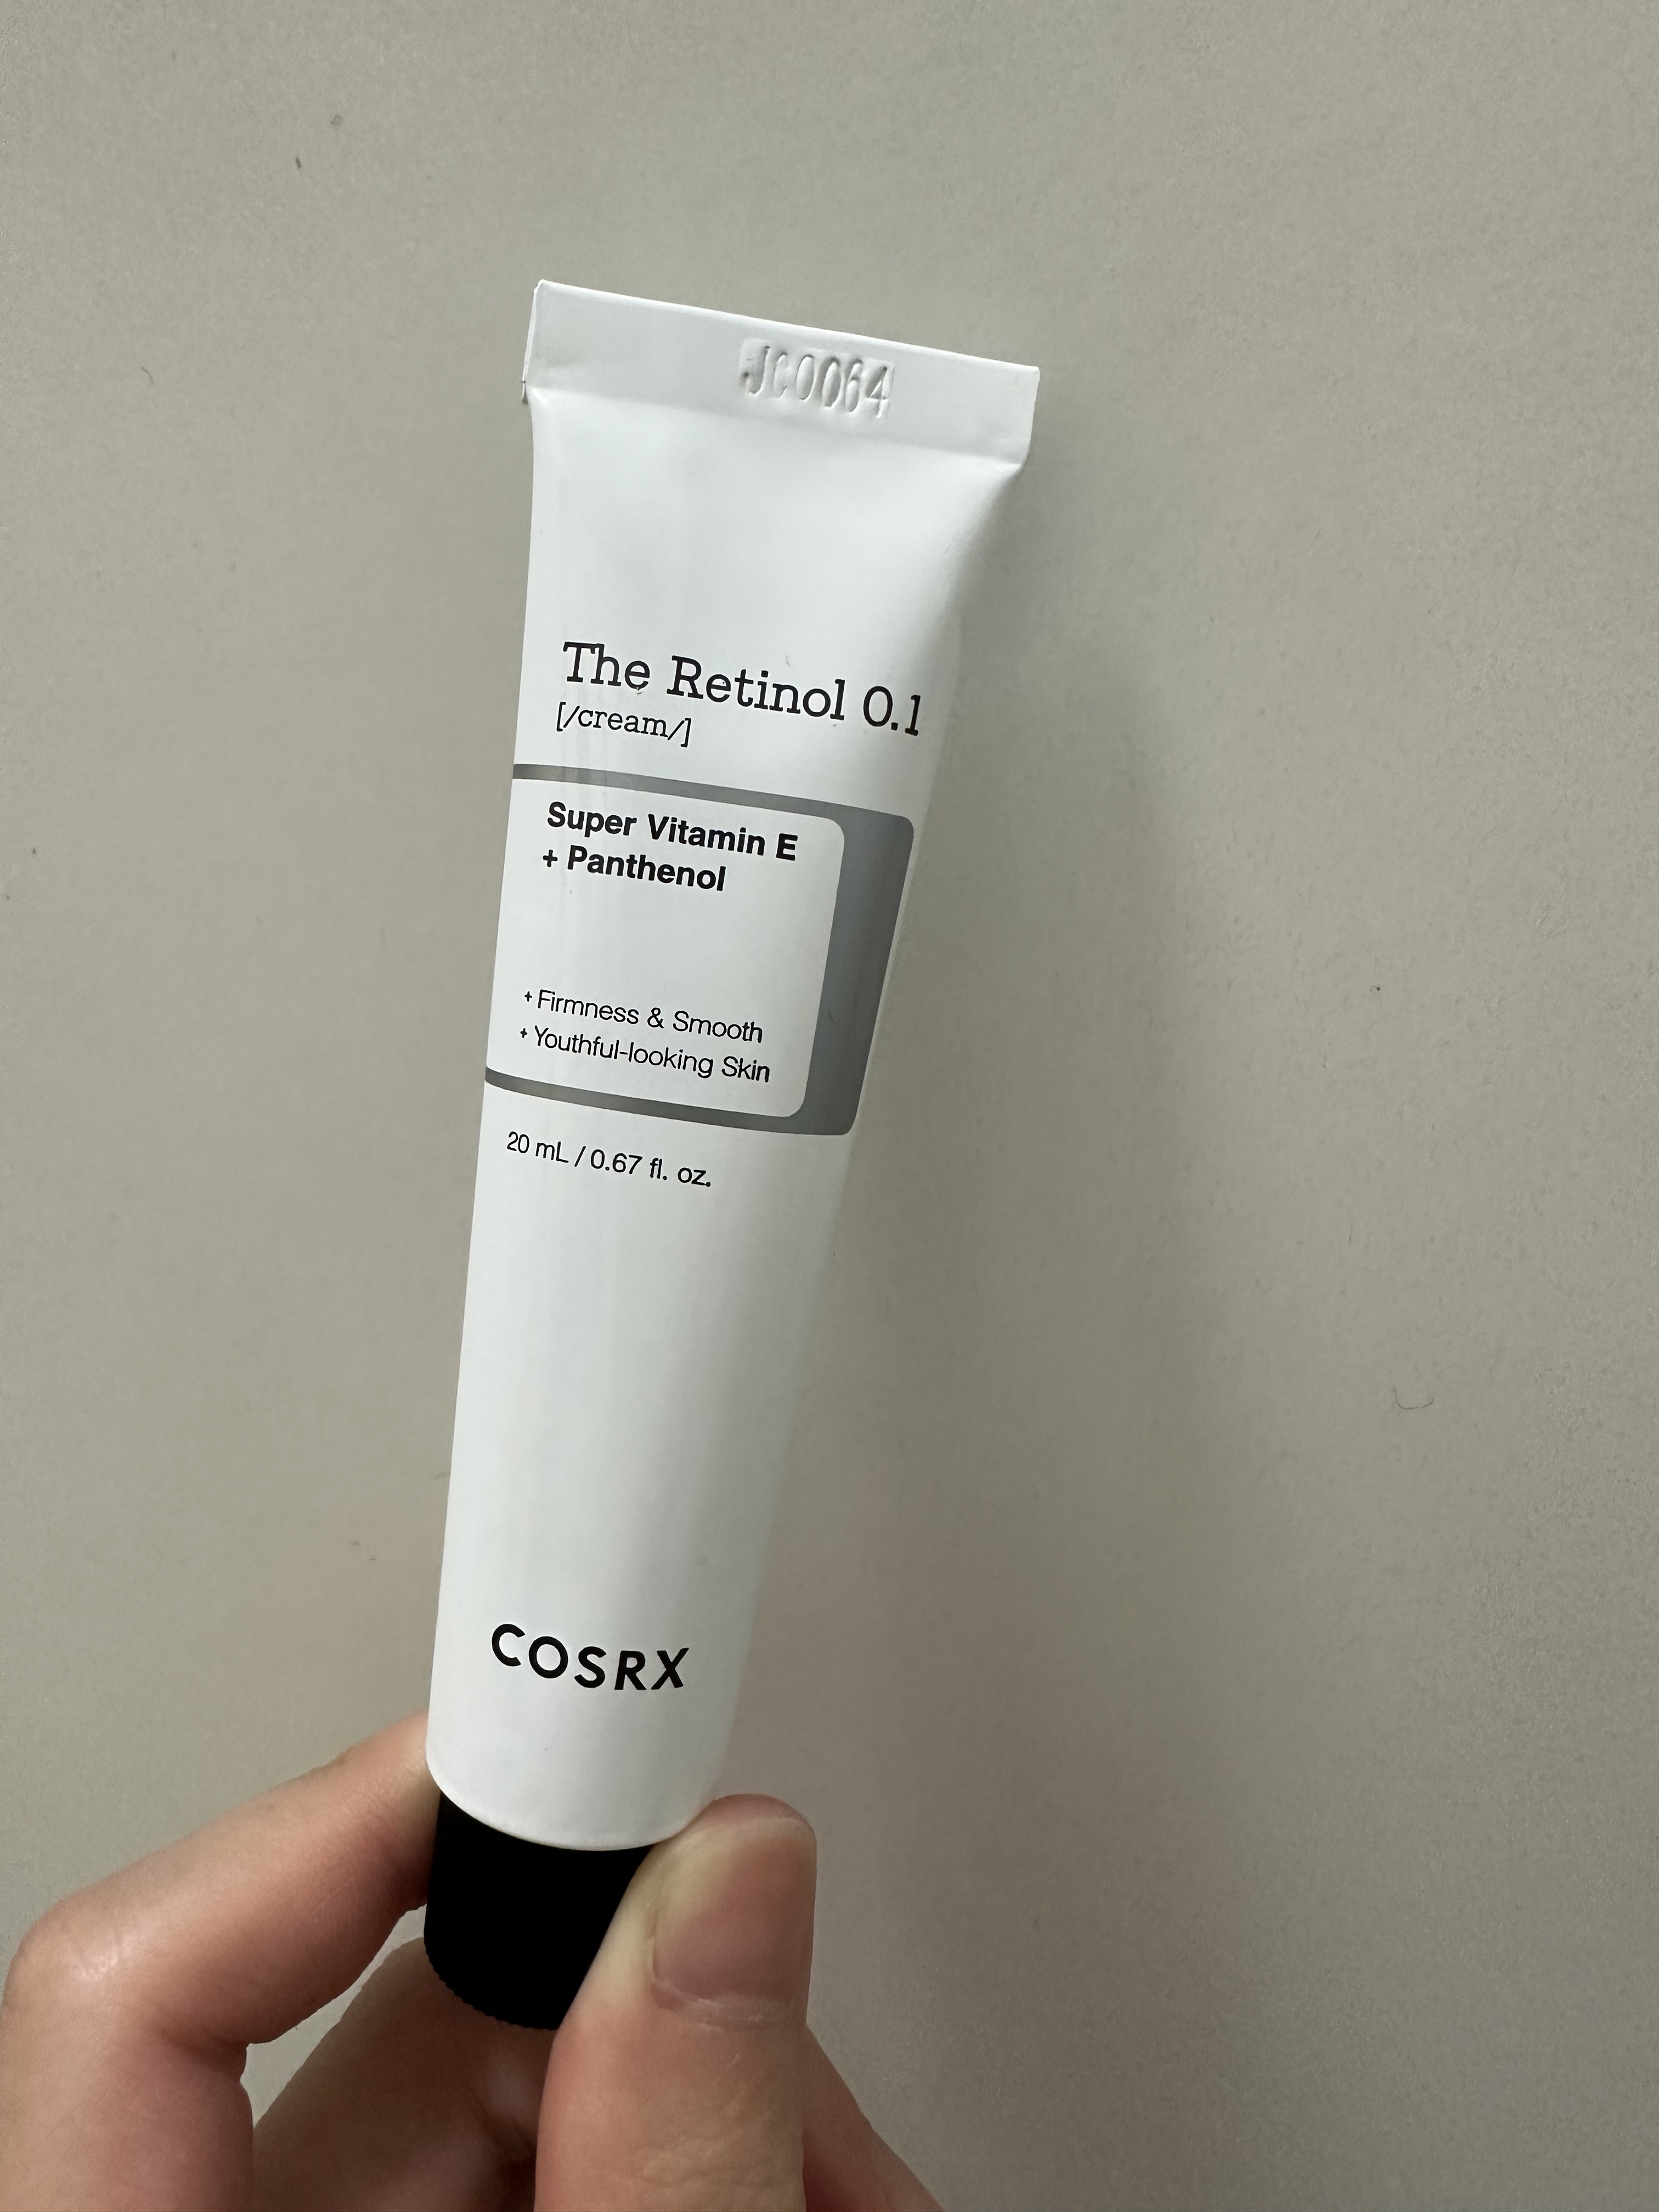 JC0064
The Retinol 0.1
[/cream/]
Super Vitamin E
+ Panthenol
+ Firmness & Smooth
+ Youthful-looking Skin
20 mL / 0.67 fl. oz.
COSRX